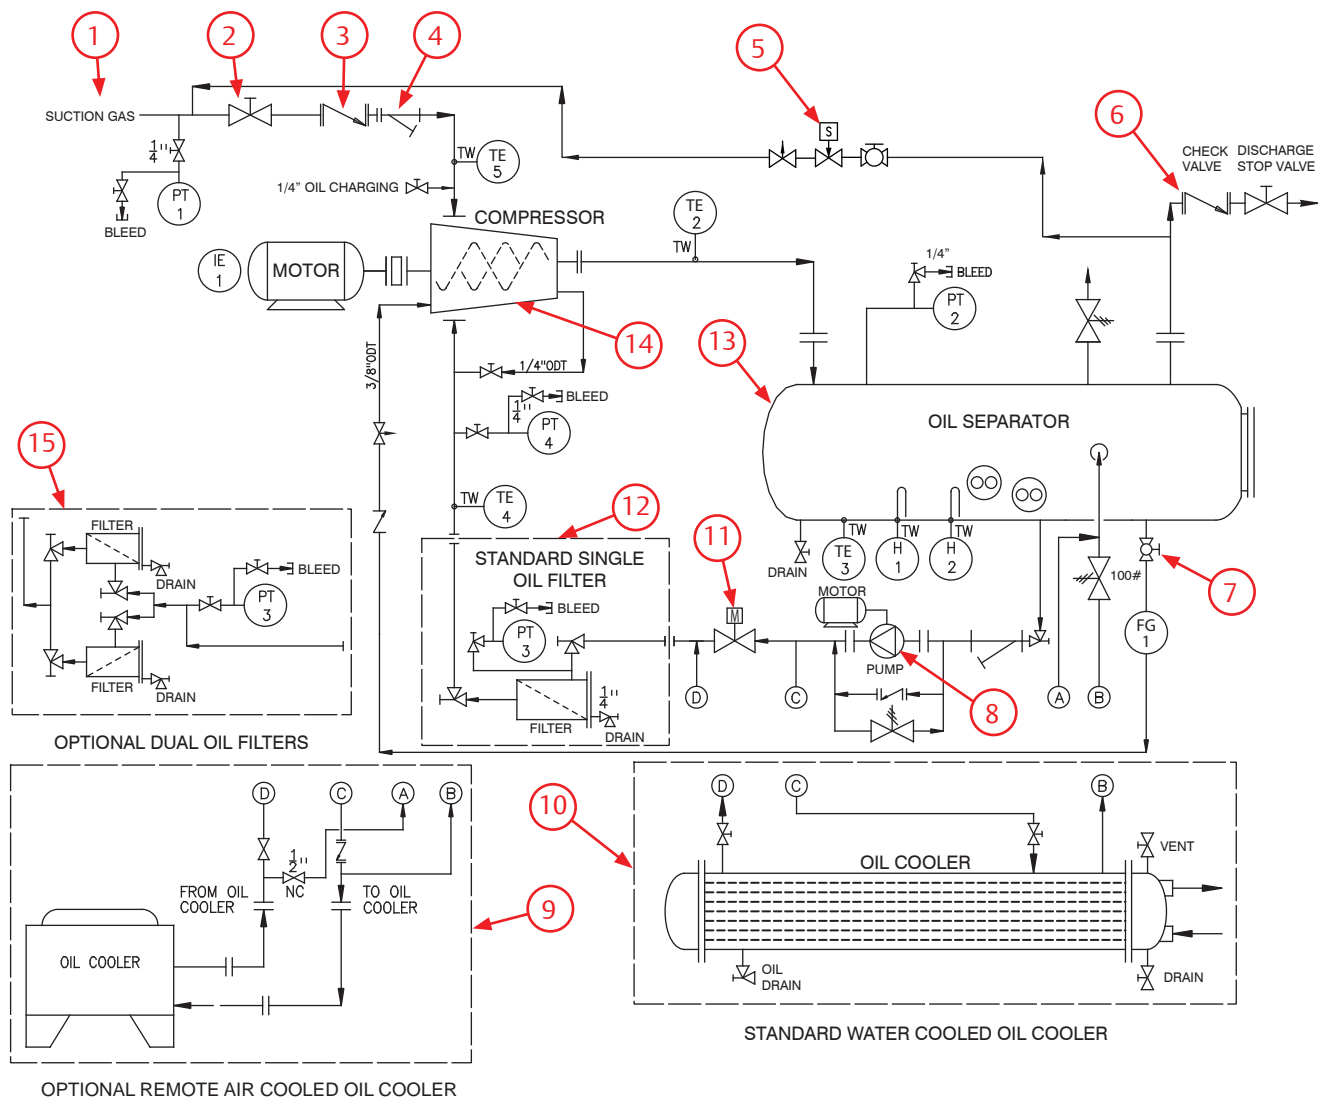 1
2
3
4
5
6
SUCTION GAS
1/4"
PT
1
BLEED
TW
TE
5
1/4" OIL CHARGING
S
CHECK
VALVE
DISCHARGE
STOP VALVE
COMPRESSOR
TE
2
TW
IE
1
MOTOR
14
1/4"
BLEED
PT
2
13
3/8"ODT
1/4"ODT
1/4"
BLEED
PT
4
TW
TE
4
OIL SEPARATOR
TW
TW
TW
TE
3
H
1
H
2
DRAIN
100#
7
FG
1
15
FILTER
DRAIN
BLEED
PT
3
FILTER
DRAIN
OPTIONAL DUAL OIL FILTERS
12
STANDARD SINGLE
OIL FILTER
BLEED
PT
3
1/4"
FILTER
DRAIN
11
M
MOTOR
PUMP
8
D
C
A
B
9
D
C
A
B
1/2"
NC
FROM OIL
COOLER
TO OIL
COOLER
OIL COOLER
OPTIONAL REMOTE AIR COOLED OIL COOLER
10
D
C
B
OIL COOLER
VENT
OIL
DRAIN
DRAIN
STANDARD WATER COOLED OIL COOLER